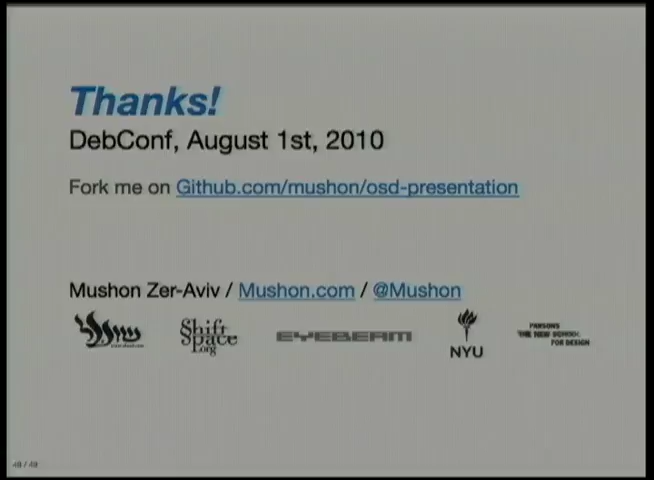 Thanks!
DebConf, August 1st, 2010
Fork me on Github.com/mushon/osd-presentation
Mushon Zer-Aviv / Mushon.com / @Mushon
Shift
Space
.org
EYEBEAM
NYU
PARSONS
THE NEW SCHOOL
FOR DESIGN